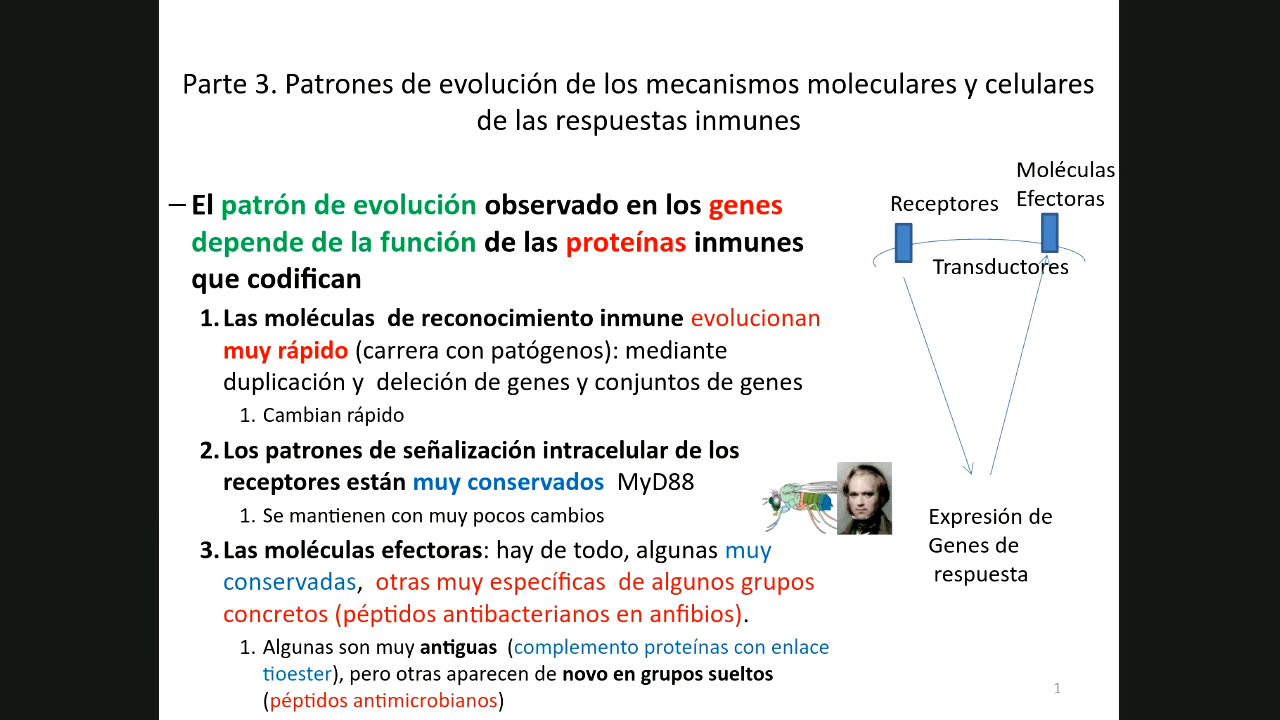 Parte 3. Patrones de evolución de los mecanismos moleculares y celulares
de las respuestas inmunes
– El patrón de evolución observado en los genes
depende de la función de las proteínas inmunes
que codifican
1. Las moléculas de reconocimiento inmune evolucionan
muy rápido (carrera con patógenos): mediante
duplicación y deleción de genes y conjuntos de genes
1. Cambian rápido
2. Los patrones de señalización intracelular de los
receptores están muy conservados MyD88
1. Se mantienen con muy pocos cambios
3. Las moléculas efectoras: hay de todo, algunas muy
conservadas, otras muy específicas de algunos grupos
concretos (péptidos antibacterianos en anfibios).
1. Algunas son muy antiguas (complemento proteínas con enlace
tioester), pero otras aparecen de novo en grupos sueltos
(péptidos antimicrobianos)
Receptores
Moléculas
Efectoras
Transductores
Expresión de
Genes de
respuesta
1